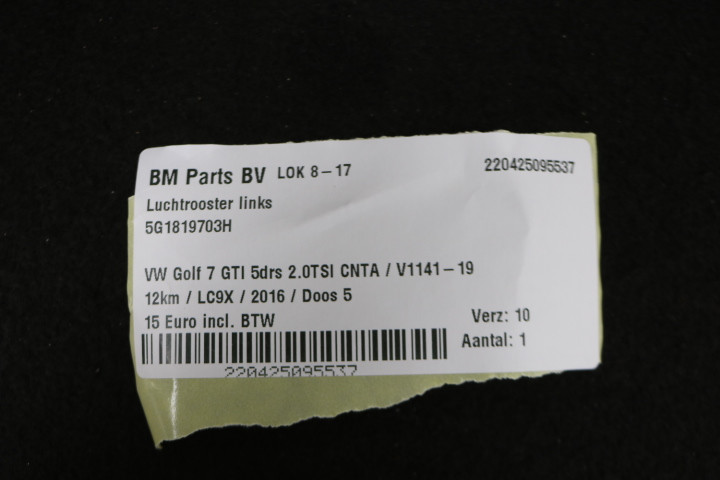 BM Parts BV LOK 8-17 220425095537
Luchtrooster links
5G1819703H
VW Golf 7 GTI 5drs 2.0TSI CNTA / V1141-19
12km / LC9X / 2016 / Doos 5
15 Euro incl. BTW Verz: 10
Aantal: 1
220425095537